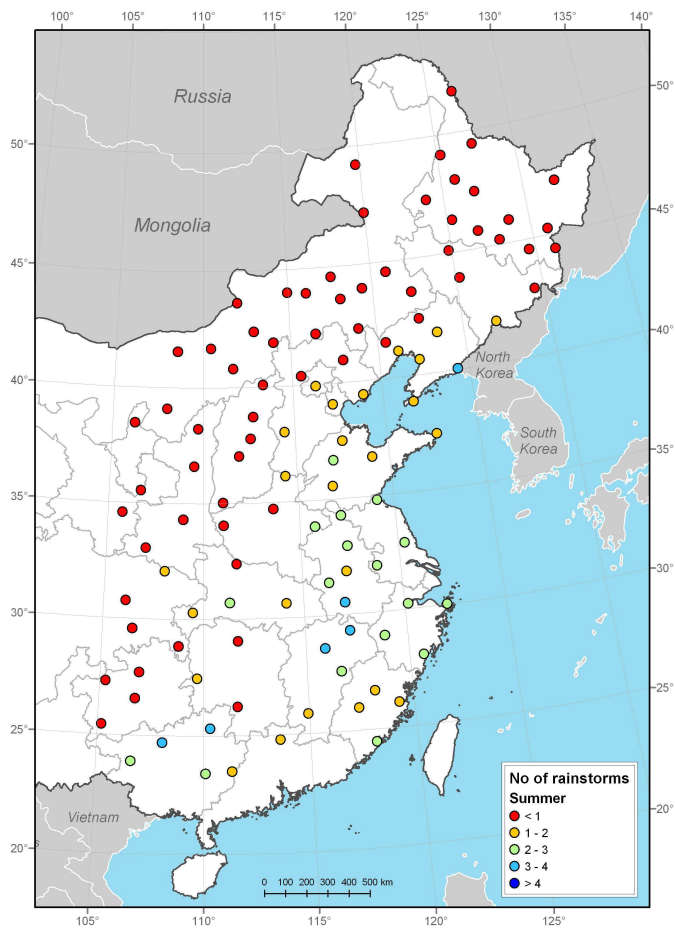 100° 105° 110° 115° 120° 125° 130° 135° 140°
Russia
50°
50°
Mongolia
45°
45°
40°
North
Korea
40°
South
Korea
35°
35°
30°
30°
25°
25°
No of rainstorms
Summer
< 1
1 - 2
2 - 3
3 - 4
> 4
Vietnam
20°
s
20°
0 100 200 300 400 500 km
105° 110° 115° 120° 125°